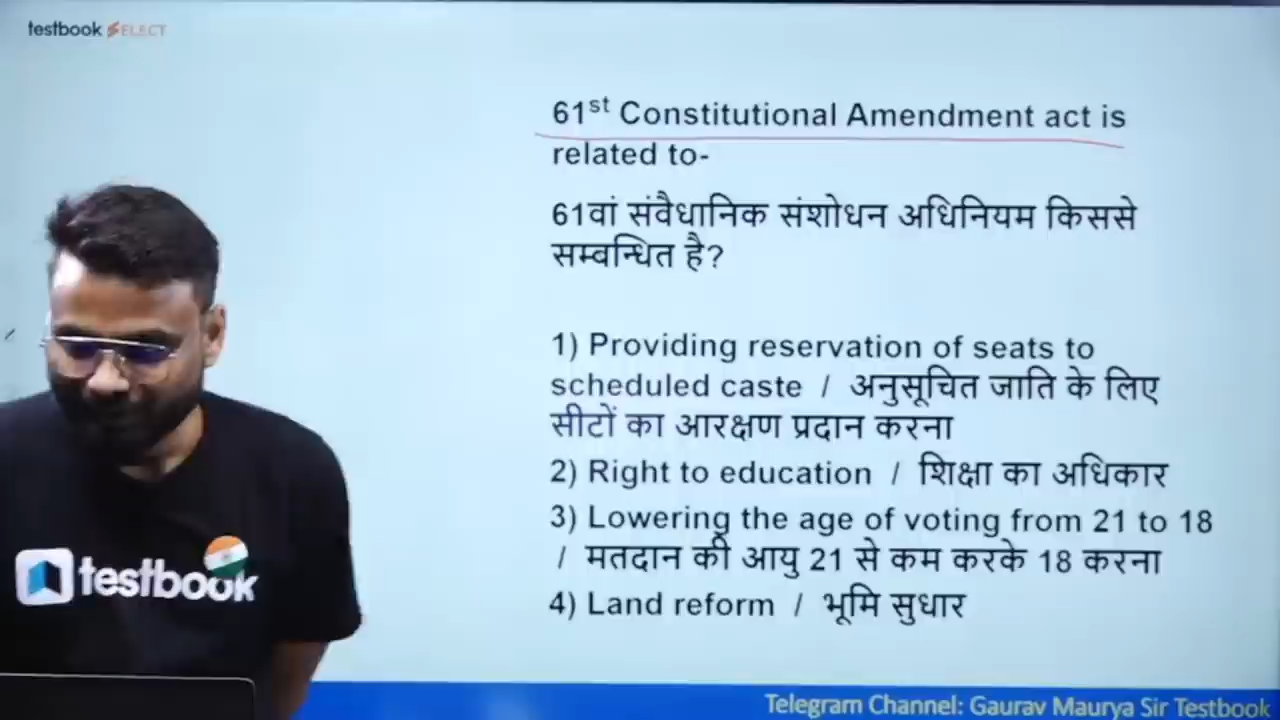 testbook SELECT
61st Constitutional Amendment act is
related to-
61वां संवैधानिक संशोधन अधिनियम किससे
सम्वन्धित है?
1) Providing reservation of seats to
scheduled caste / अनुसूचित जाति के लिए
सीटों का आरक्षण प्रदान करना
2) Right to education / शिक्षा का अधिकार
3) Lowering the age of voting from 21 to 18
/ मतदान की आयु 21 से कम करके 18 करना
4) Land reform / भूमि सुधार
testbook
Telegram Channel: Gaurav Maurya Sir Testbook